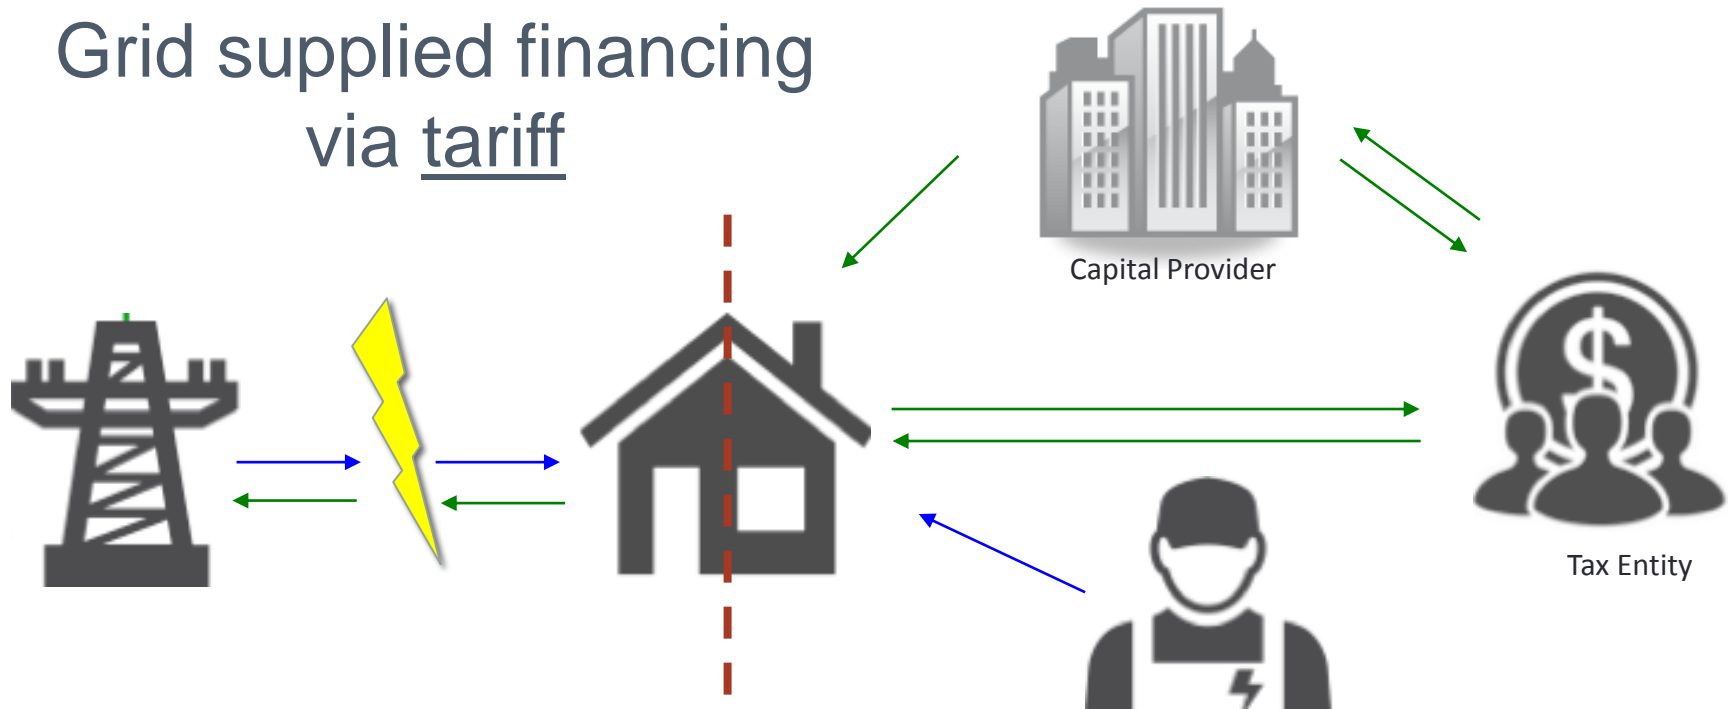 Grid supplied financing
via tariff
Capital Provider
$
Tax Entity